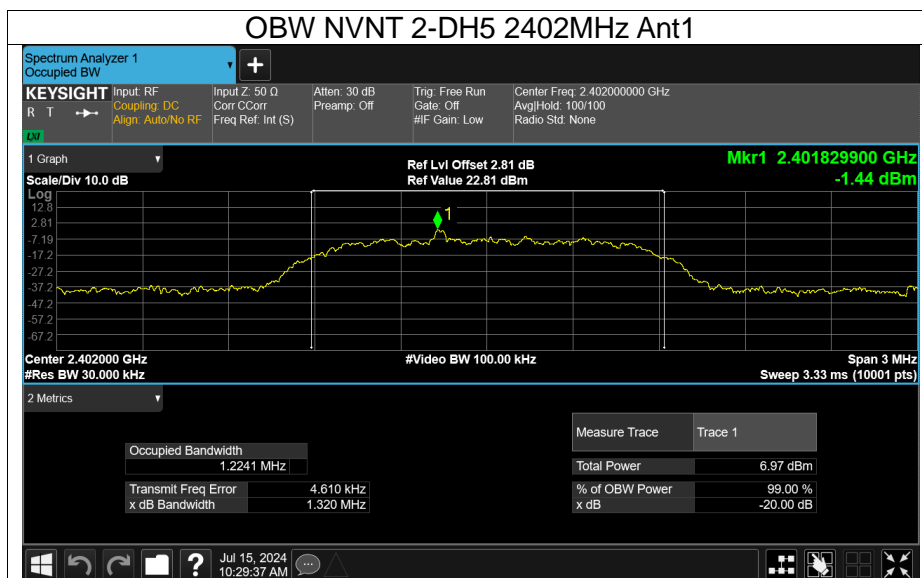 OBW NVNT 2-DH5 2402MHz Ant1
Spectrum Analyzer 1
Occupied BW
+
KEYSIGHT
R T
LXI
Input: RF
Coupling: DC
Align: Auto/No RF
Input Z: 50 Ω
Corr CCorr
Freq Ref: Int (S)
Atten: 30 dB
Preamp: Off
Trig: Free Run
Gate: Off
#IF Gain: Low
Center Freq: 2.402000000 GHz
Avg|Hold: 100/100
Radio Std: None
1 Graph
Scale/Div 10.0 dB
Ref Lvl Offset 2.81 dB
Ref Value 22.81 dBm
Mkr1 2.401829900 GHz
-1.44 dBm
Log
12.8
2.81
-7.19
-17.2
-27.2
-37.2
-47.2
-57.2
-67.2
1
Center 2.402000 GHz
#Res BW 30.000 kHz
#Video BW 100.00 kHz
Span 3 MHz
Sweep 3.33 ms (10001 pts)
2 Metrics
Occupied Bandwidth
1.2241 MHz
Transmit Freq Error 4.610 kHz
x dB Bandwidth 1.320 MHz
Measure Trace Trace 1
Total Power 6.97 dBm
% of OBW Power 99.00 %
x dB -20.00 dB
?
Jul 15, 2024
10:29:37 AM